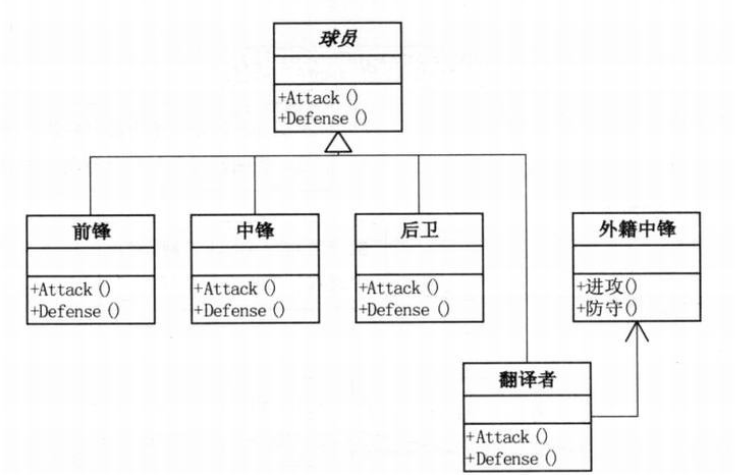 球员
+Attack()
+Defense()
前锋
+Attack()
+Defense()
中锋
+Attack()
+Defense()
后卫
+Attack()
+Defense()
外籍中锋
+进攻()
+防守()
翻译者
+Attack()
+Defense()